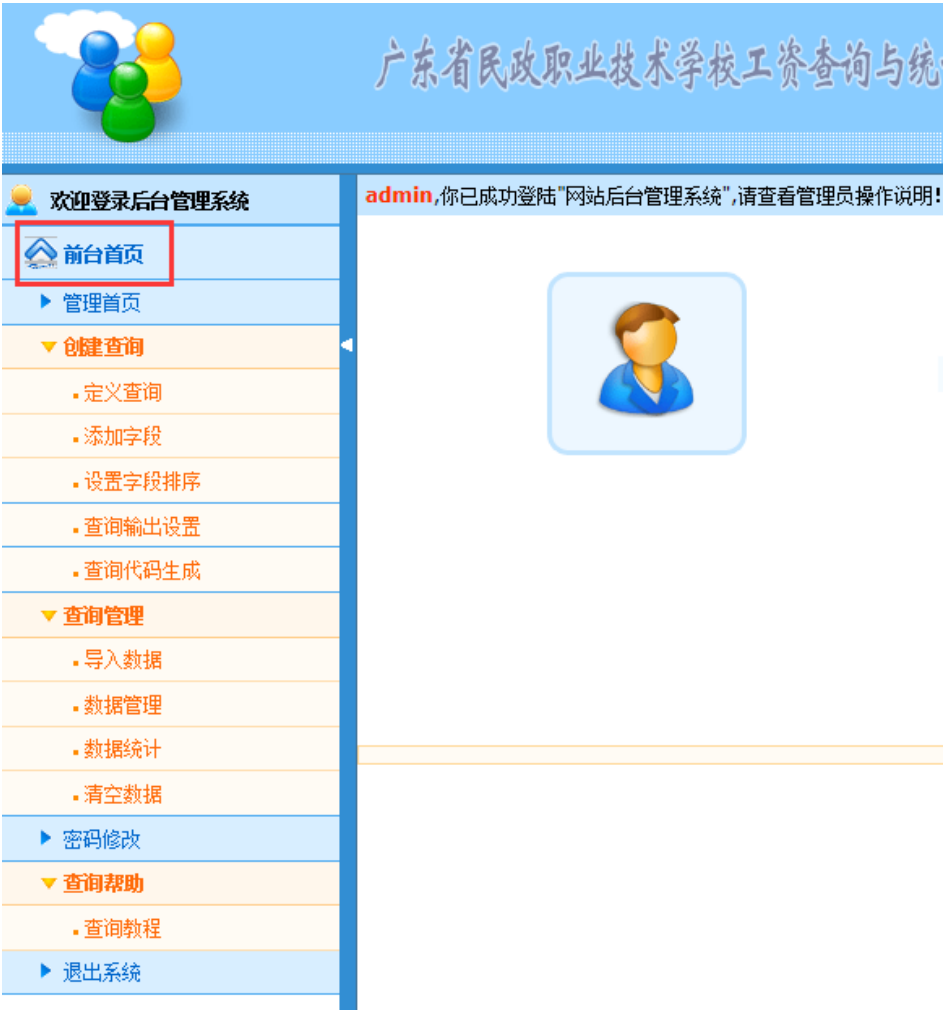 广东省民政职业技术学校工资查询与统
欢迎登录后台管理系统
admin,你已成功登陆"网站后台管理系统",请查看管理员操作说明!
前台首页
管理首页
创建查询
定义查询
添加字段
设置字段排序
查询输出设置
查询代码生成
查询管理
导入数据
数据管理
数据统计
清空数据
密码修改
查询帮助
查询教程
退出系统